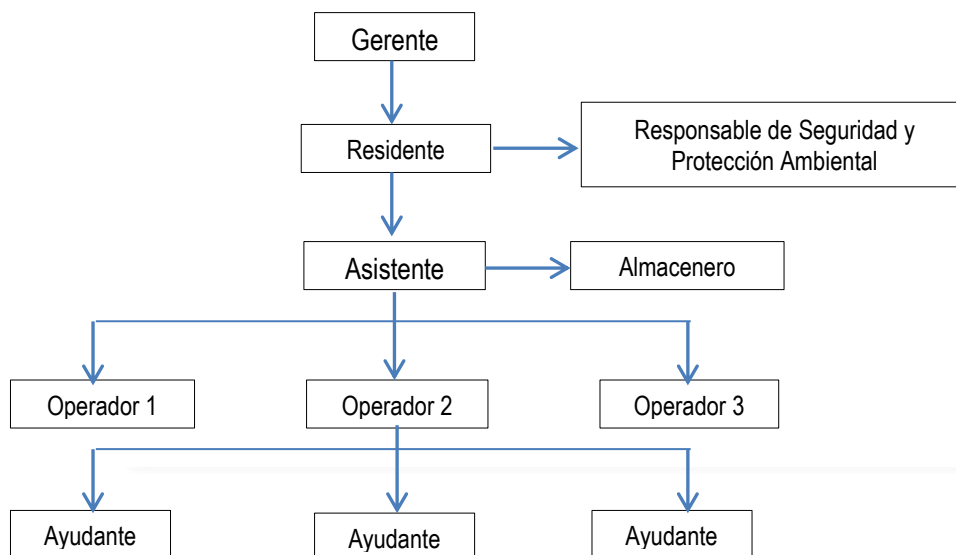 Gerente
Residente
Responsable de Seguridad y
Protección Ambiental
Asistente
Almacenero
Operador 1
Operador 2
Operador 3
Ayudante
Ayudante
Ayudante